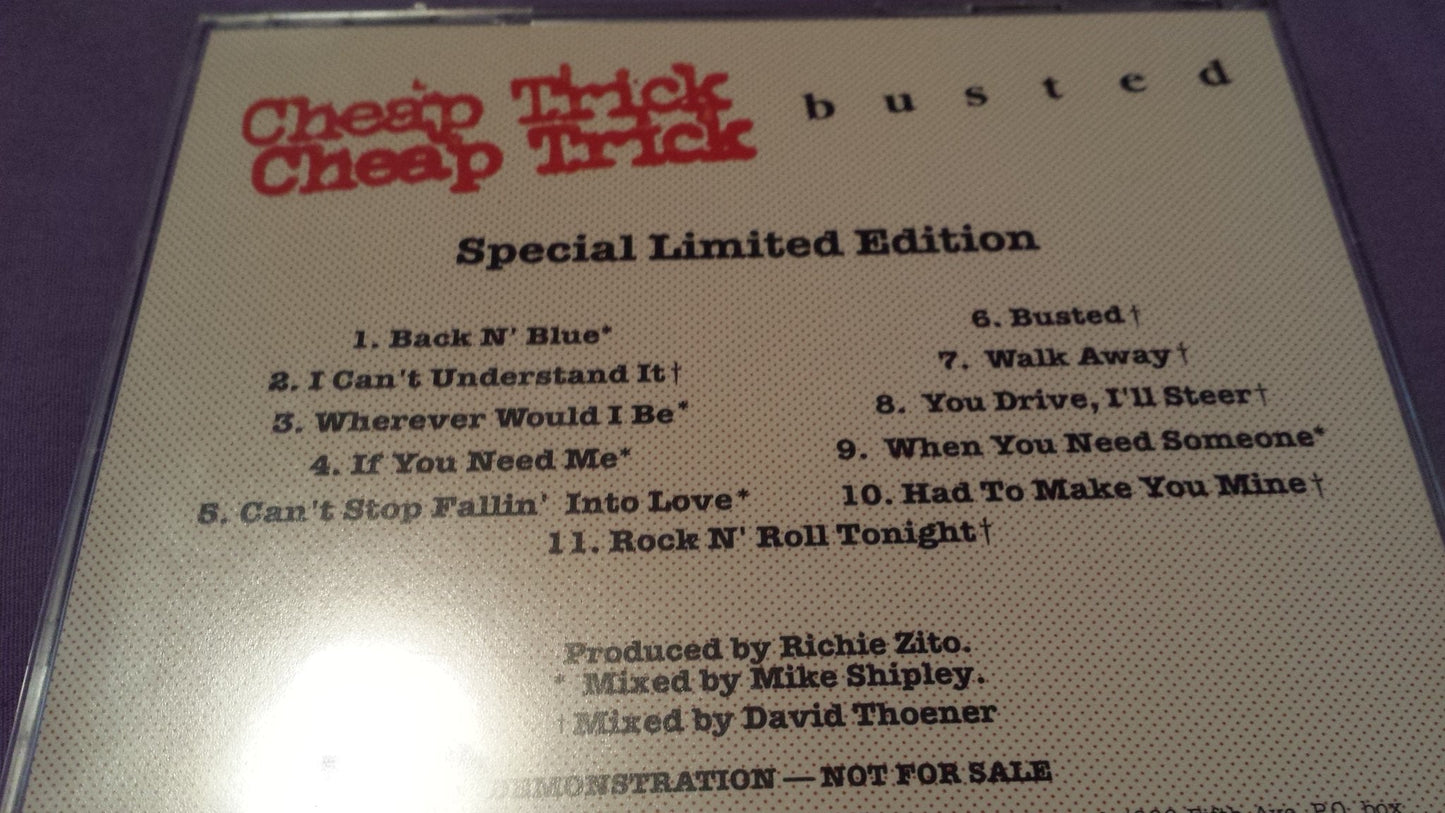 Cheap Trick
Cheap Trick
busted
Special Limited Edition
1. Back N' Blue*
2. I Can't Understand It†
3. Wherever Would I Be*
4. If You Need Me*
5. Can't Stop Fallin' Into Love*
6. Busted†
7. Walk Away†
8. You Drive, I'll Steer†
9. When You Need Someone*
10. Had To Make You Mine†
11. Rock N' Roll Tonight†
Produced by Richie Zito.
* Mixed by Mike Shipley.
† Mixed by David Thoener
DEMONSTRATION — NOT FOR SALE
Fifth Ave. P.O. box